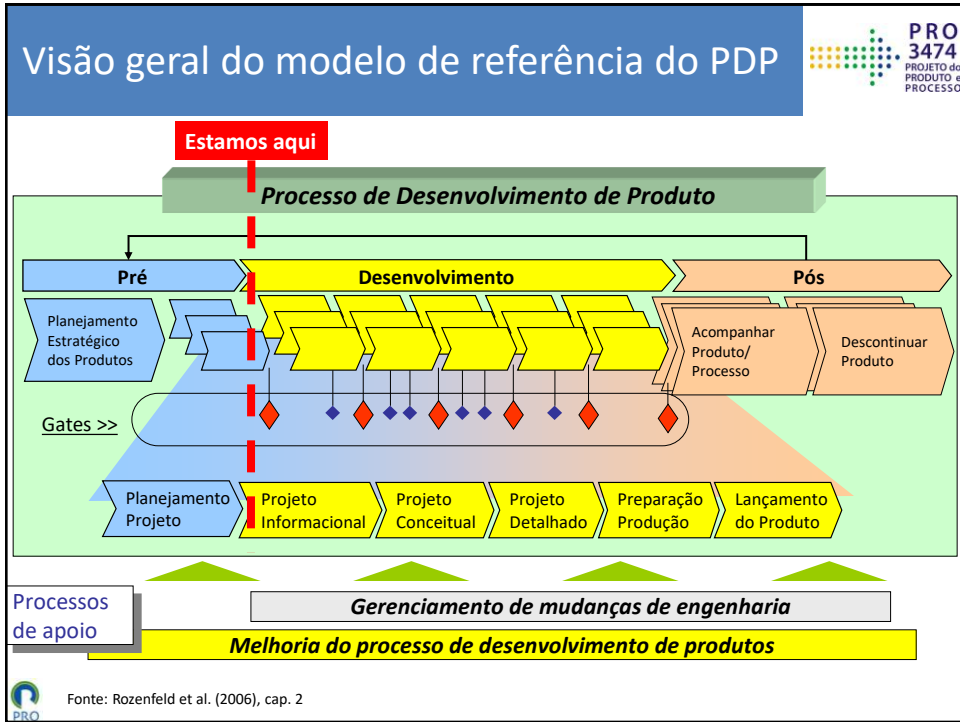 Visão geral do modelo de referência do PDP
PRO
3474
PROJETO do
PRODUTO e
PROCESSO
Estamos aqui
Processo de Desenvolvimento de Produto
Pré
Desenvolvimento
Pós
Planejamento
Estratégico
dos Produtos
Acompanhar
Produto/
Processo
Descontinuar
Produto
Gates >>
Planejamento
Projeto
Projeto
Informacional
Projeto
Conceitual
Projeto
Detalhado
Preparação
Produção
Lançamento
do Produto
Processos
de apoio
Gerenciamento de mudanças de engenharia
Melhoria do processo de desenvolvimento de produtos
PRO
Fonte: Rozenfeld et al. (2006), cap. 2